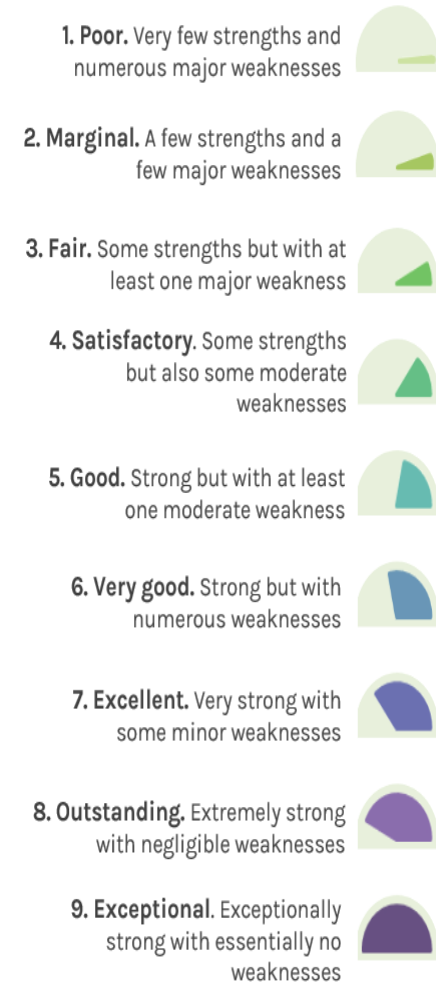 1. Poor. Very few strengths and
numerous major weaknesses
2. Marginal. A few strengths and a
few major weaknesses
3. Fair. Some strengths but with at
least one major weakness
4. Satisfactory. Some strengths
but also some moderate
weaknesses
5. Good. Strong but with at least
one moderate weakness
6. Very good. Strong but with
numerous weaknesses
7. Excellent. Very strong with
some minor weaknesses
8. Outstanding. Extremely strong
with negligible weaknesses
9. Exceptional. Exceptionally
strong with essentially no
weaknesses